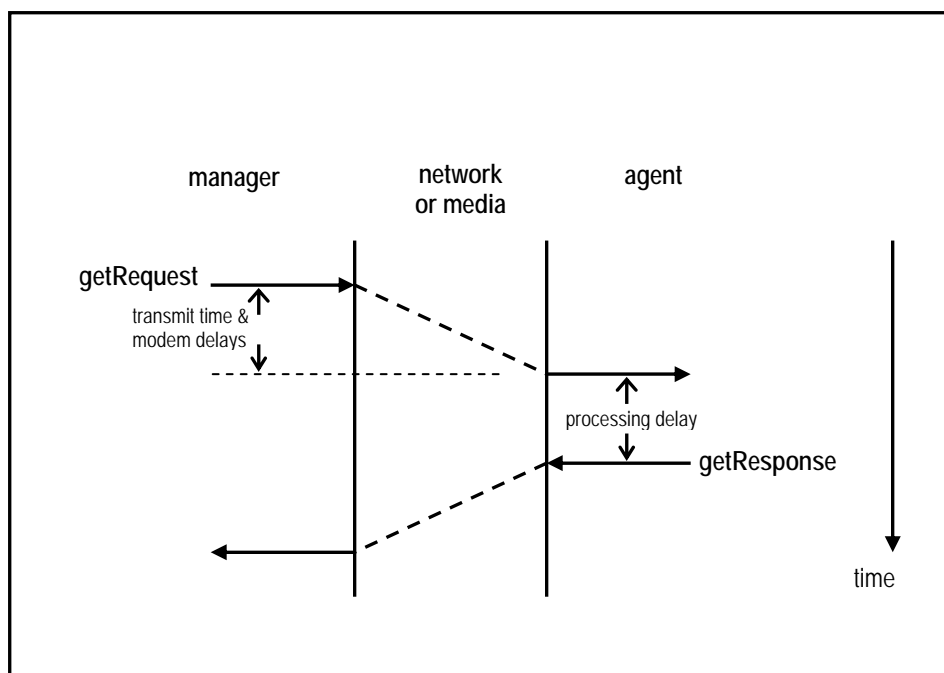 manager
network
or media
agent
getRequest
transmit time &
modem delays
processing delay
getResponse
time